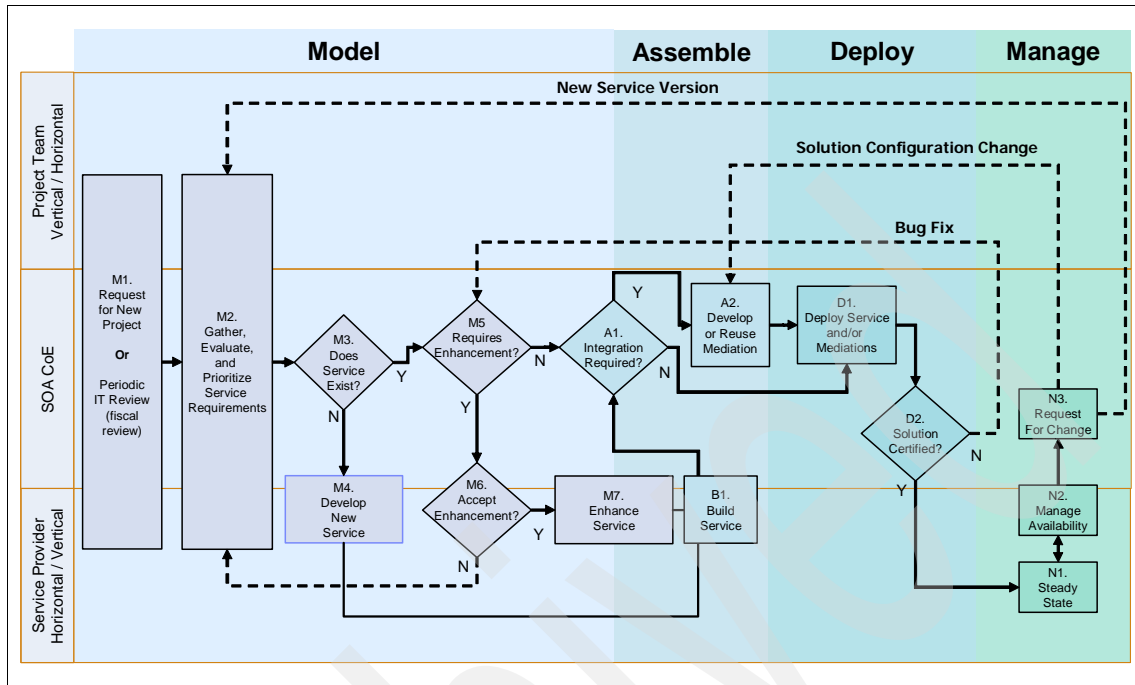 Model
Assemble
Deploy
Manage
Project Team
Vertical / Horizontal
New Service Version
Solution Configuration Change
Bug Fix
SOA CoE
M1.
Request
for New
Project
Or
Periodic
IT Review
(fiscal
review)
M2.
Gather,
Evaluate,
and
Prioritize
Service
Requirements
M3.
Does
Service
Exist?
Y
N
M5
Requires
Enhancement?
N
Y
A1.
Integration
Required?
Y
N
A2.
Develop
or Reuse
Mediation
D1.
Deploy Service
and/or
Mediations
D2.
Solution
Certified?
N
Y
N3.
Request
For Change
Service Provider
Horizontal / Vertical
M4.
Develop
New
Service
M6.
Accept
Enhancement?
Y
N
M7.
Enhance
Service
B1.
Build
Service
N2.
Manage
Availability
N1.
Steady
State